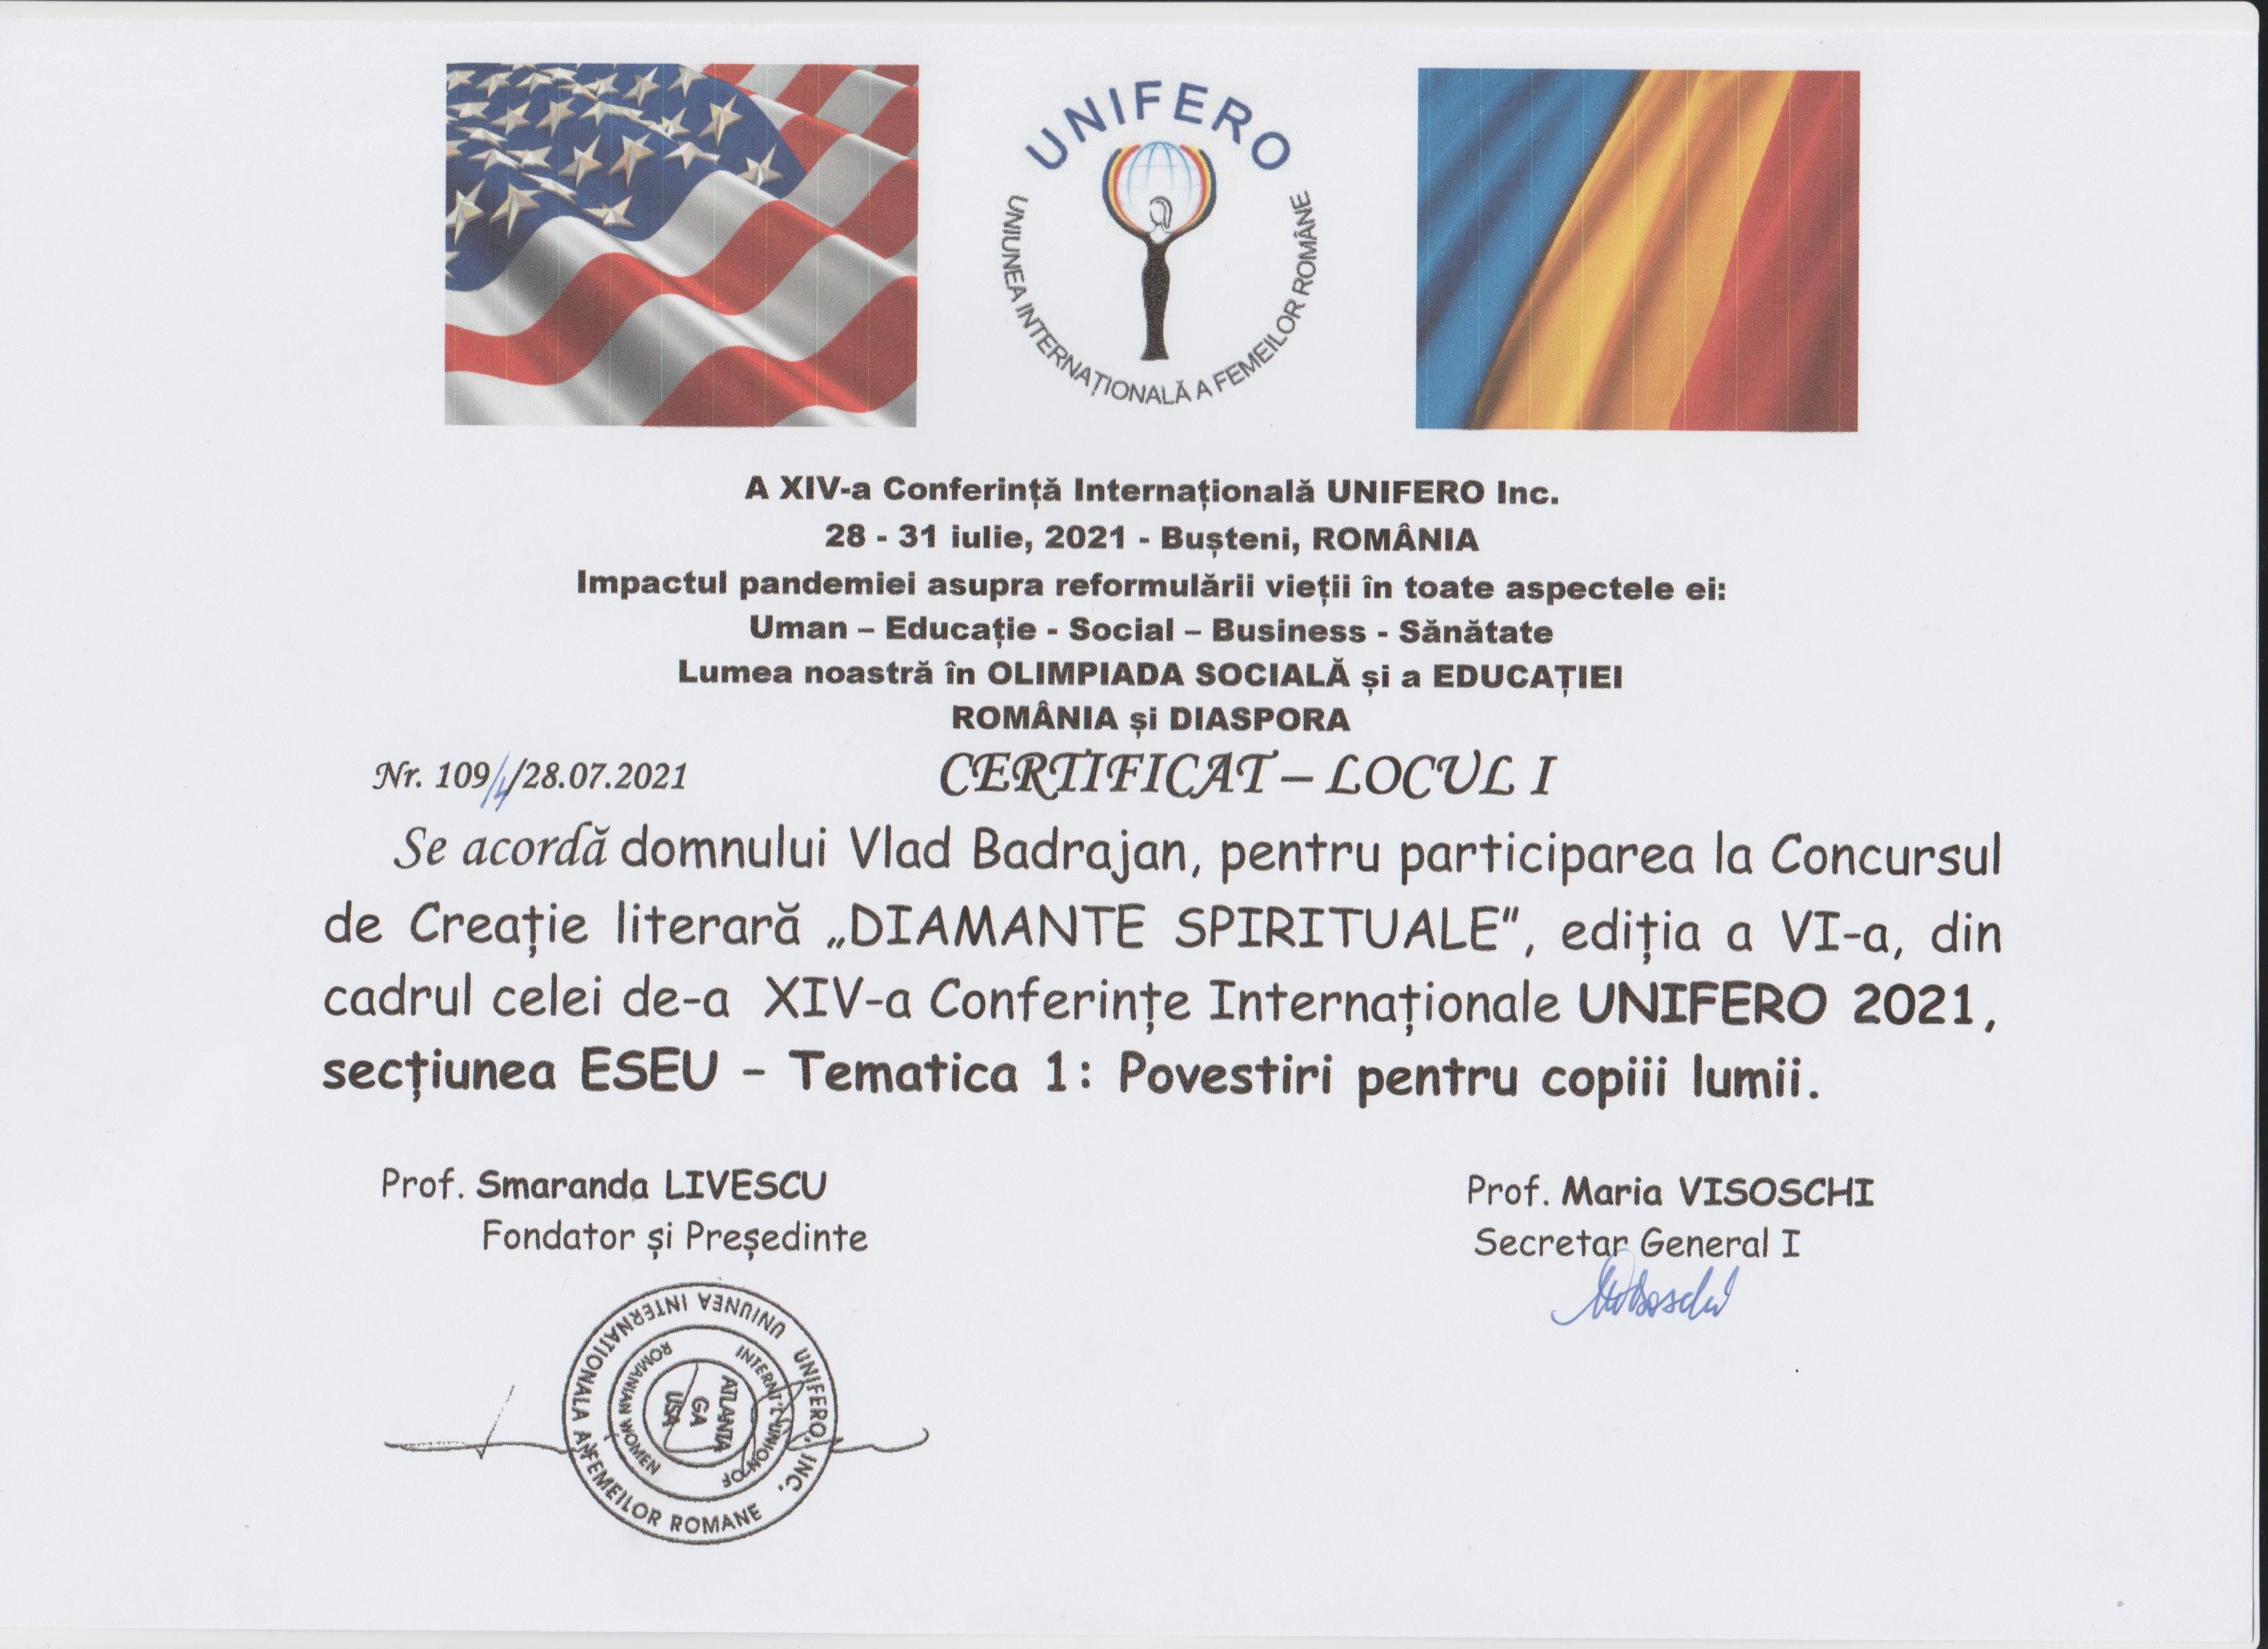 UNIFERO
UNIUNEA INTERNAȚIONALĂ A FEMEILOR ROMÂNE
A XIV-a Conferință Internațională UNIFERO Inc.
28 - 31 iulie, 2021 - Bușteni, ROMÂNIA
Impactul pandemiei asupra reformulării vieții în toate aspectele ei:
Uman – Educație - Social – Business - Sănătate
Lumea noastră în OLIMPIADA SOCIALĂ și a EDUCAȚIEI
ROMÂNIA și DIASPORA
Nr. 109/4/28.07.2021 CERTIFICAT – LOCUL I
Se acordă domnului Vlad Badrajan, pentru participarea la Concursul
de Creație literară „DIAMANTE SPIRITUALE", ediția a VI-a, din
cadrul celei de-a XIV-a Conferințe Internaționale UNIFERO 2021,
secțiunea ESEU – Tematica 1: Povestiri pentru copiii lumii.
Prof. Smaranda LIVESCU
Fondator și Președinte
Prof. Maria VISOSCHI
Secretar General I
UNIUNEA INTERNATIONALA A FEMEILOR ROMANE
UNIFERO, INC.
INTERNAT'L UNION OF
ROMANIAN WOMEN
ATLANTA
GA
USA